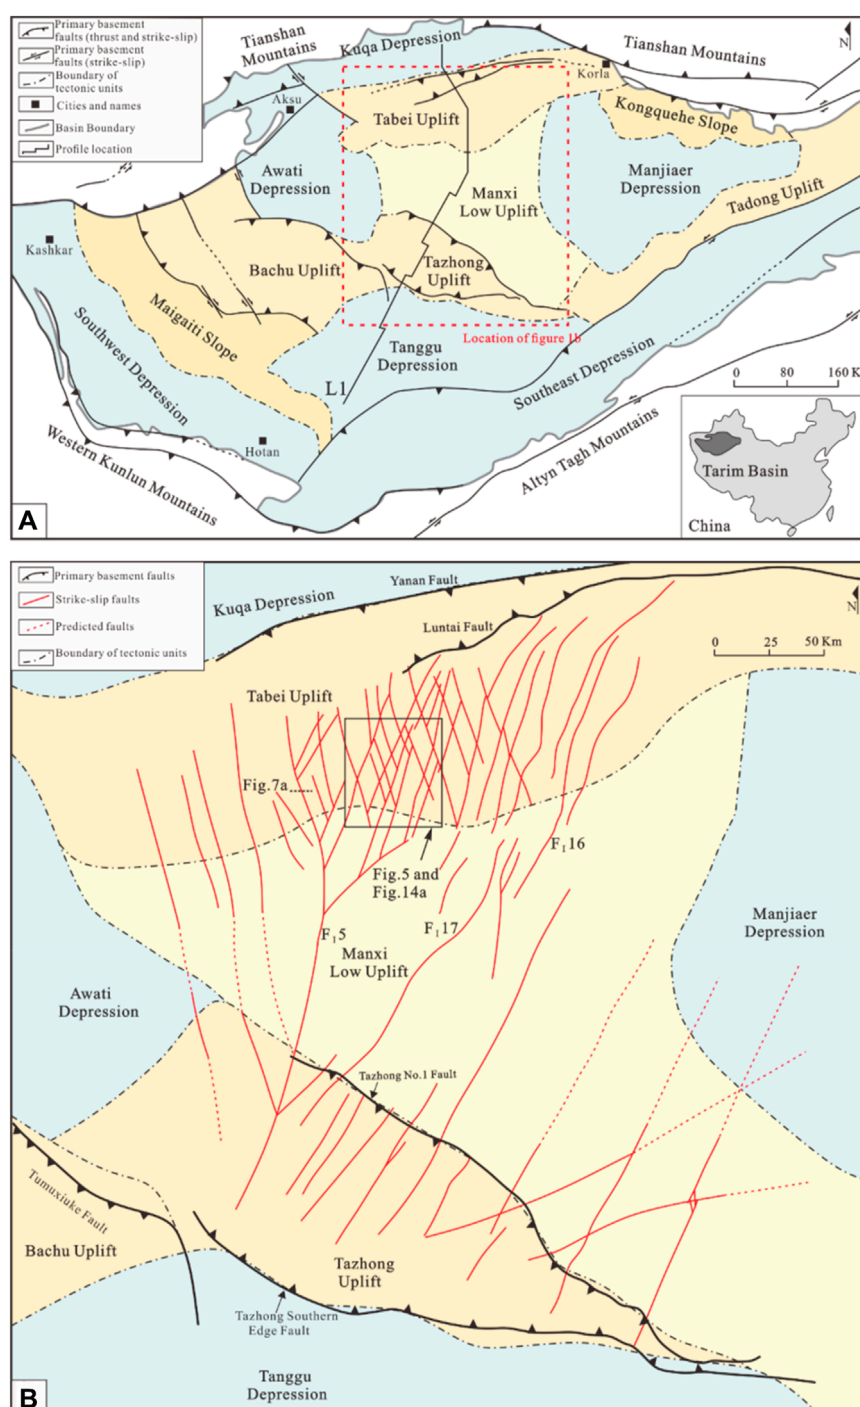 Primary basement
faults (thrust and strike-slip)
Primary basement
faults (strike-slip)
Boundary of
tectonic units
Cities and names
Basin Boundary
Profile location
Tianshan
Mountains
Kuqa Depression
Tianshan Mountains
N
Korla
Aksu
Tabei Uplift
Kongquehe Slope
Awati
Depression
Manxi
Low Uplift
Manjiaer
Depression
Tadong Uplift
Kashkar
Bachu Uplift
Tazhong
Uplift
Maigaiti Slope
Southwest Depression
Location of figure 1b
Tanggu
Depression
Southeast Depression
L1
0 80 160 K
Hotan
Western Kunlun Mountains
Altyn Tagh Mountains
Tarim Basin
China
A
Primary basement faults
Strike-slip faults
Predicted faults
Boundary of tectonic units
Kuqa Depression
Yanan Fault
N
Luntai Fault
0 25 50 Km
Tabei Uplift
Fig.7a
FI16
Fig.5 and
Fig.14a
FI5
FI17
Manxi
Low Uplift
Manjiaer
Depression
Awati
Depression
Tazhong No.1 Fault
Tumuxiuke Fault
Bachu Uplift
Tazhong
Uplift
Tazhong Southern
Edge Fault
Tanggu
Depression
B